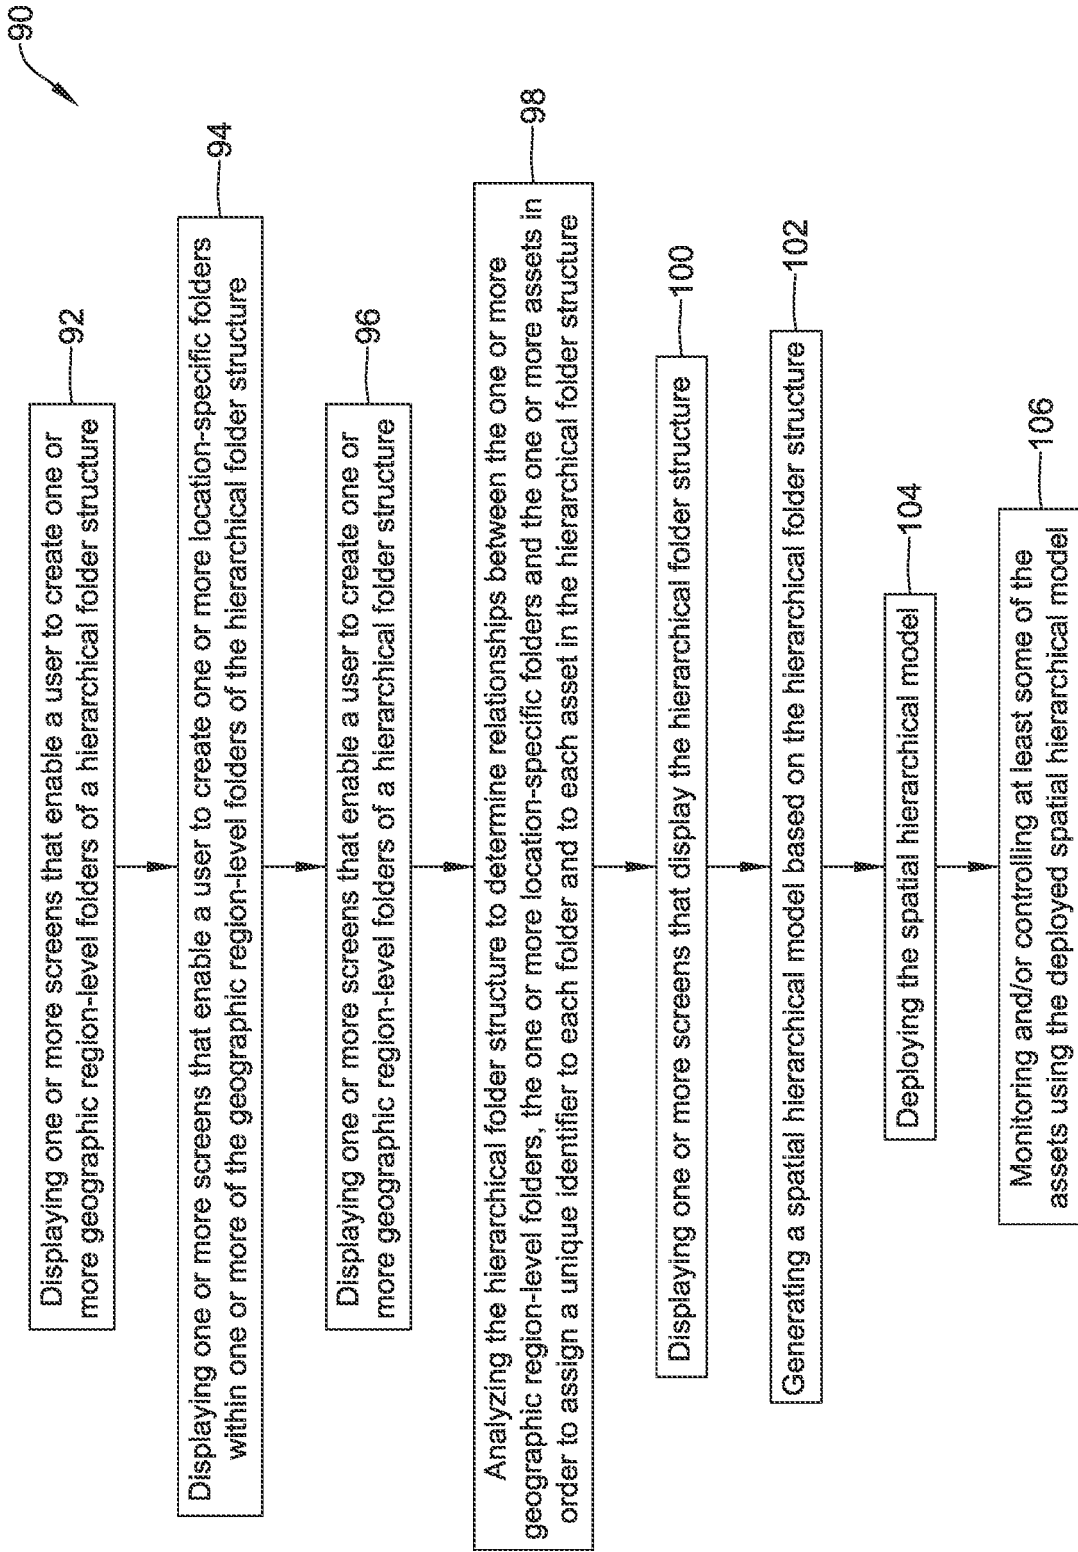 90
Displaying one or more screens that enable a user to create one or
more geographic region-level folders of a hierarchical folder structure
92
Displaying one or more screens that enable a user to create one or more location-specific folders
within one or more of the geographic region-level folders of the hierarchical folder structure
94
Displaying one or more screens that enable a user to create one or
more geographic region-level folders of a hierarchical folder structure
96
Analyzing the hierarchical folder structure to determine relationships between the one or more
geographic region-level folders, the one or more location-specific folders and the one or more assets in
order to assign a unique identifier to each folder and to each asset in the hierarchical folder structure
98
Displaying one or more screens that display the hierarchical folder structure
100
Generating a spatial hierarchical model based on the hierarchical folder structure
102
Deploying the spatial hierarchical model
104
Monitoring and/or controlling at least some of the
assets using the deployed spatial hierarchical model
106